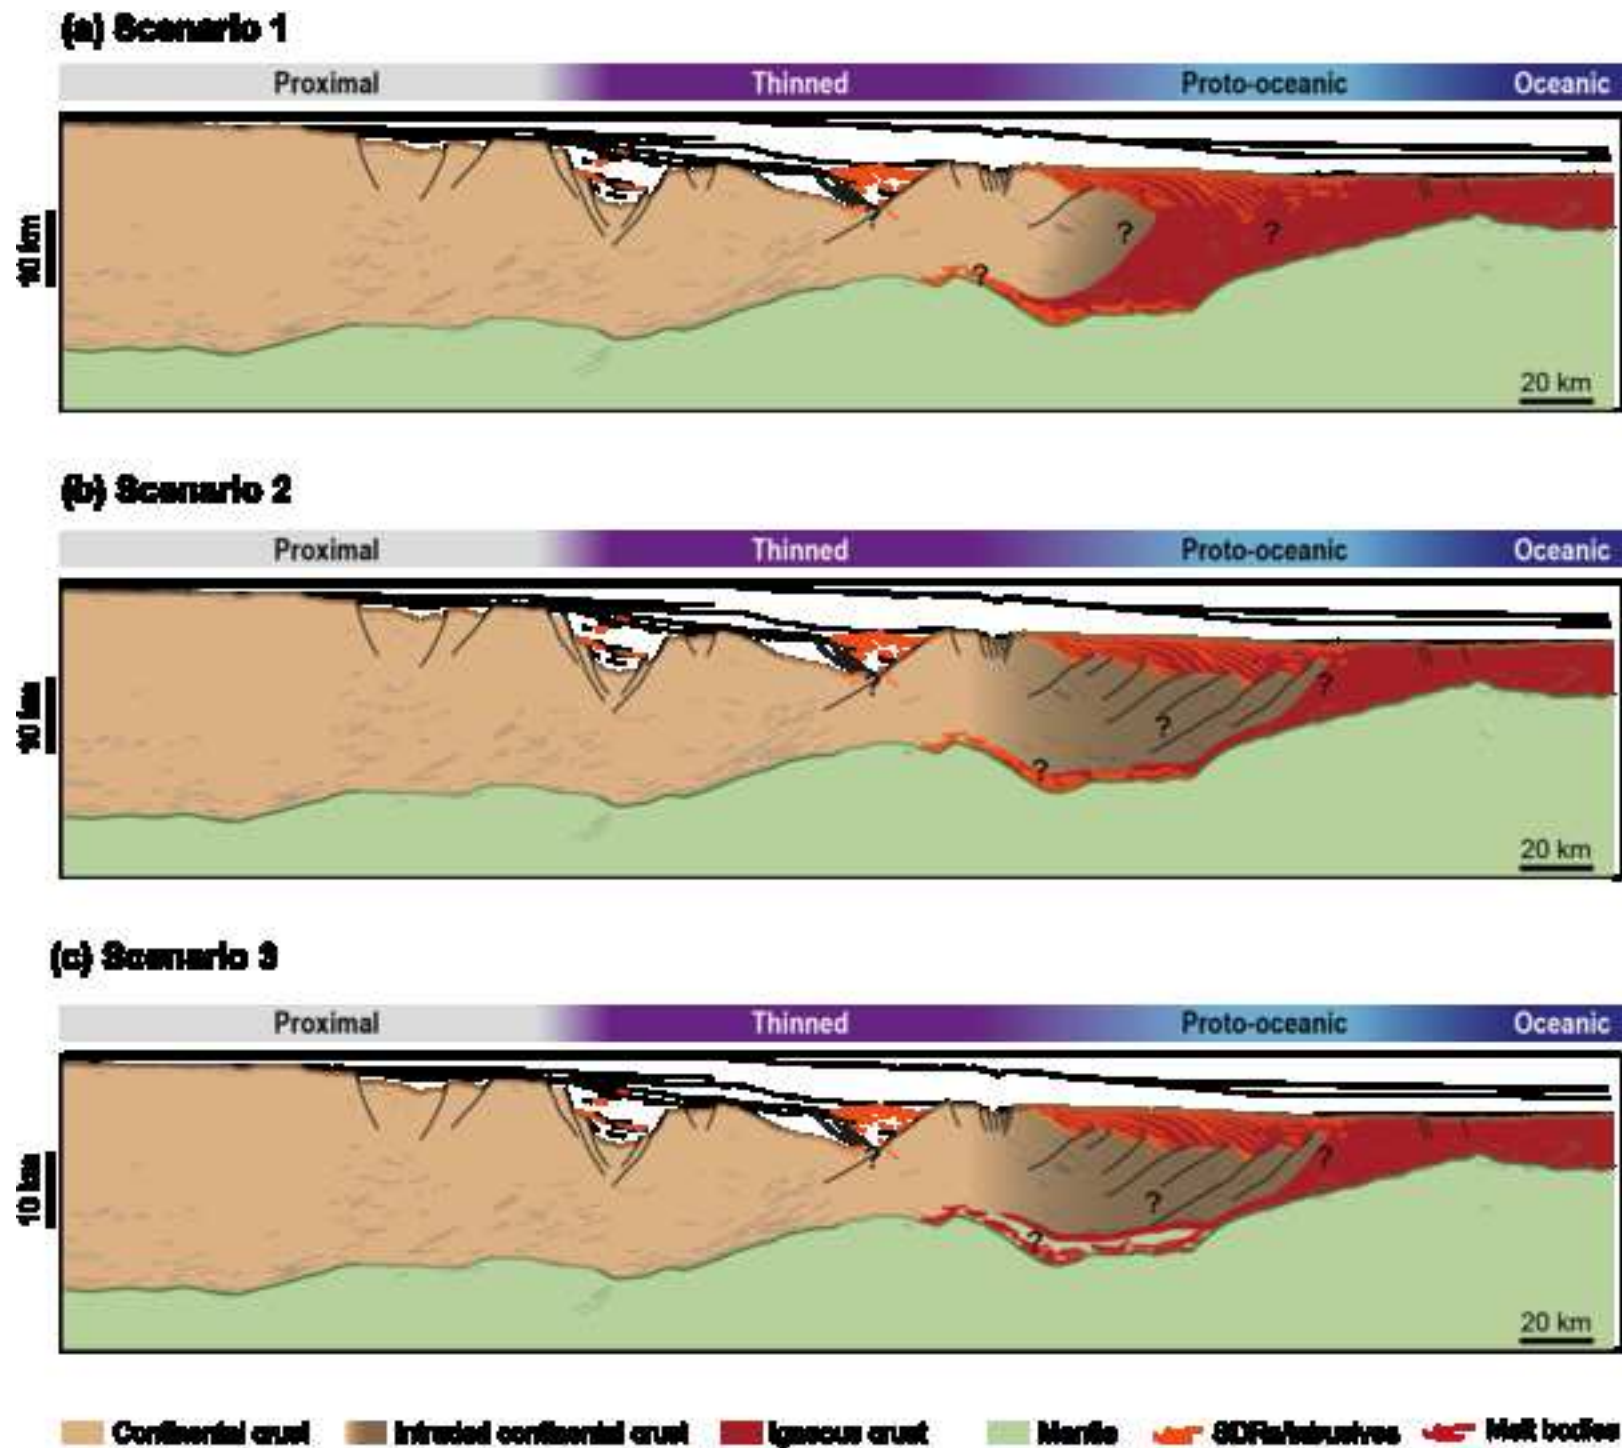 (a) Scenario 1
Proximal Thinned Proto-oceanic Oceanic
10 km
?
?
?
?
20 km
(b) Scenario 2
Proximal Thinned Proto-oceanic Oceanic
10 km
?
?
?
?
20 km
(c) Scenario 3
Proximal Thinned Proto-oceanic Oceanic
10 km
?
?
?
?
20 km
Continental crust Intruded continental crust Igneous crust Mantle SDRs/intrusives Melt bodies